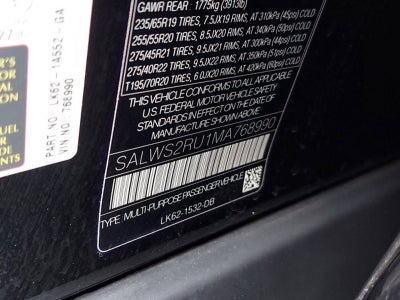 GAWR REAR : 1775kg (3913lb)
235/65R19 TIRES, 7.5JX19 RIMS, AT 310kPa (45psi) COLD
255/55R20 TIRES, 8.5JX20 RIMS, AT 340kPa (50psi) COLD
275/45R21 TIRES, 9.5JX21 RIMS, AT 300kPa (44psi) COLD
275/40R22 TIRES, 9.5JX22 RIMS, AT 350kPa (51psi) COLD
T195/70R20 TIRES, 6.0JX20 RIMS, AT 420kPa (60psi) COLD
THIS VEHICLE CONFORMS TO ALL APPLICABLE
U.S FEDERAL MOTOR VEHICLE SAFETY
STANDARDS IN EFFECT ON THE DATE
OF MANUFACTURE SHOWN ABOVE
*SALWS2RU1MA768990
TYPE: MULTI-PURPOSE PASSENGER VEHICLE
LK62-1532-DB
PART NO: LK62-1A552-GA
VIN NO: 768990